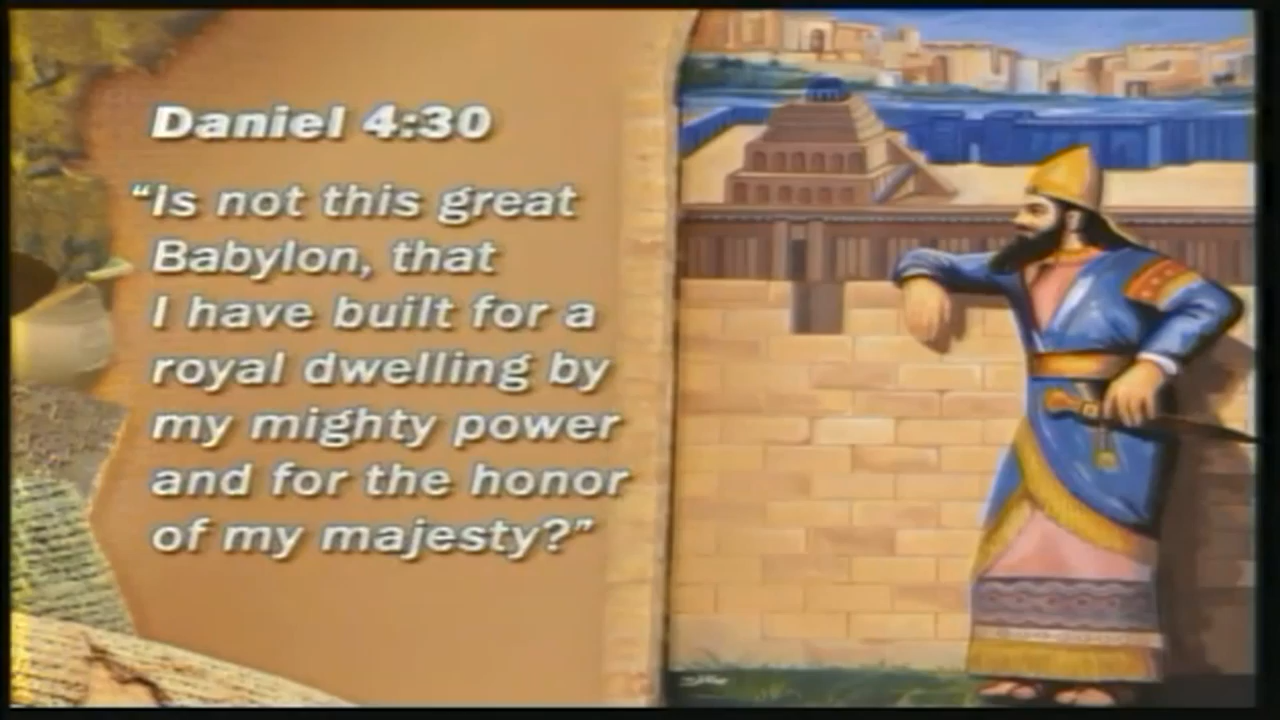 Daniel 4:30
“Is not this great
Babylon, that
I have built for a
royal dwelling by
my mighty power
and for the honor
of my majesty?”